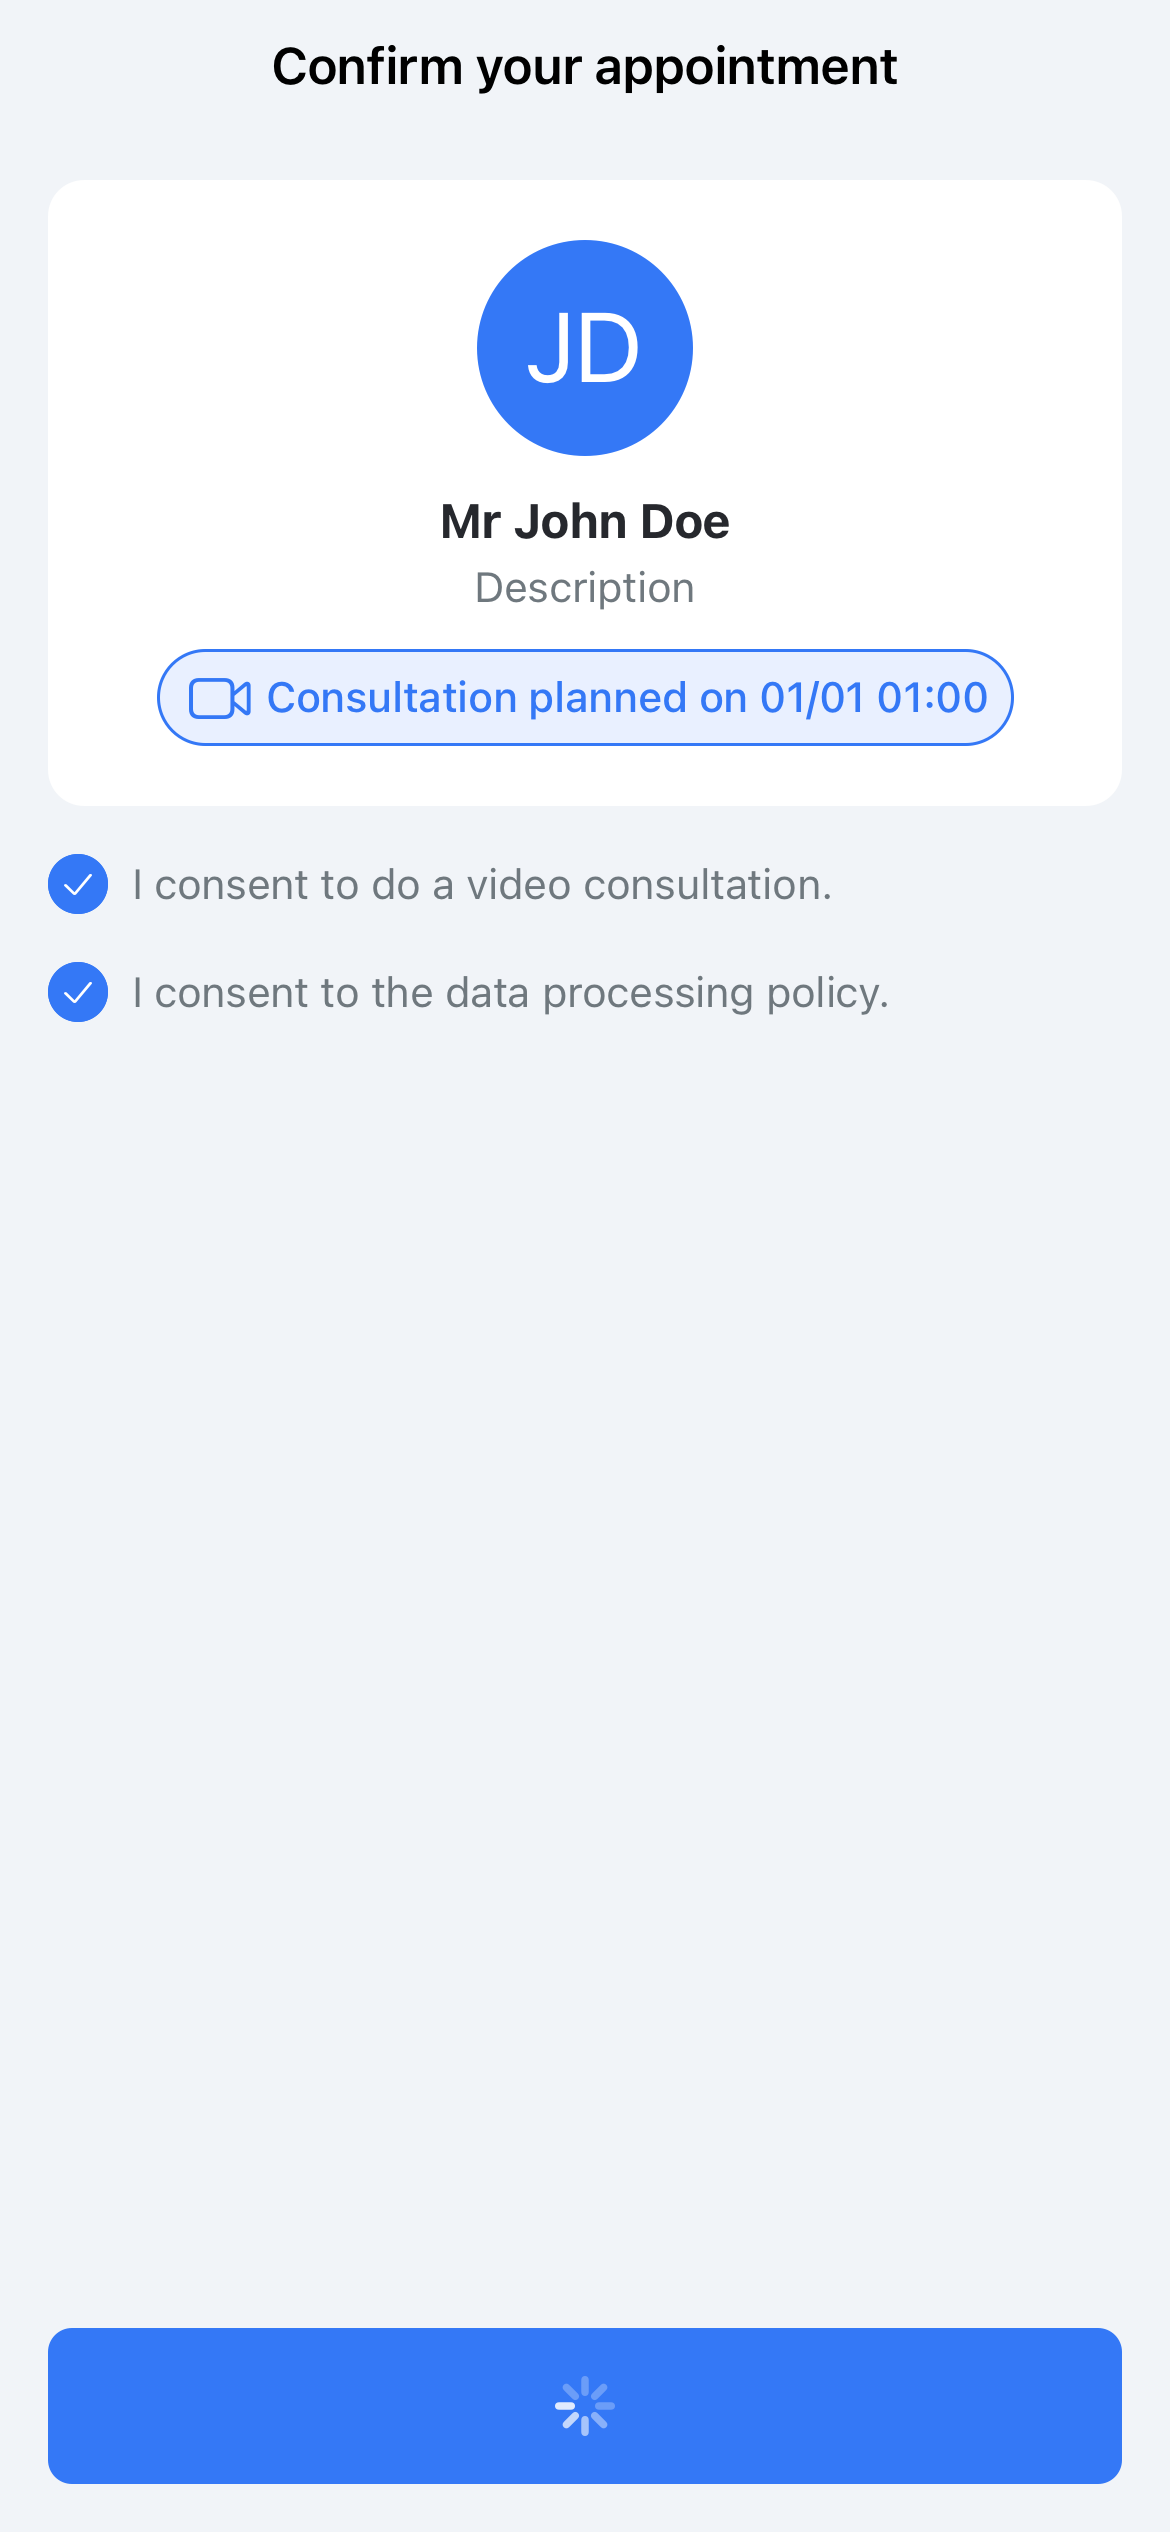 Confirm your appointment
JD
Mr John Doe
Description
Consultation planned on 01/01 01:00
I consent to do a video consultation.
I consent to the data processing policy.